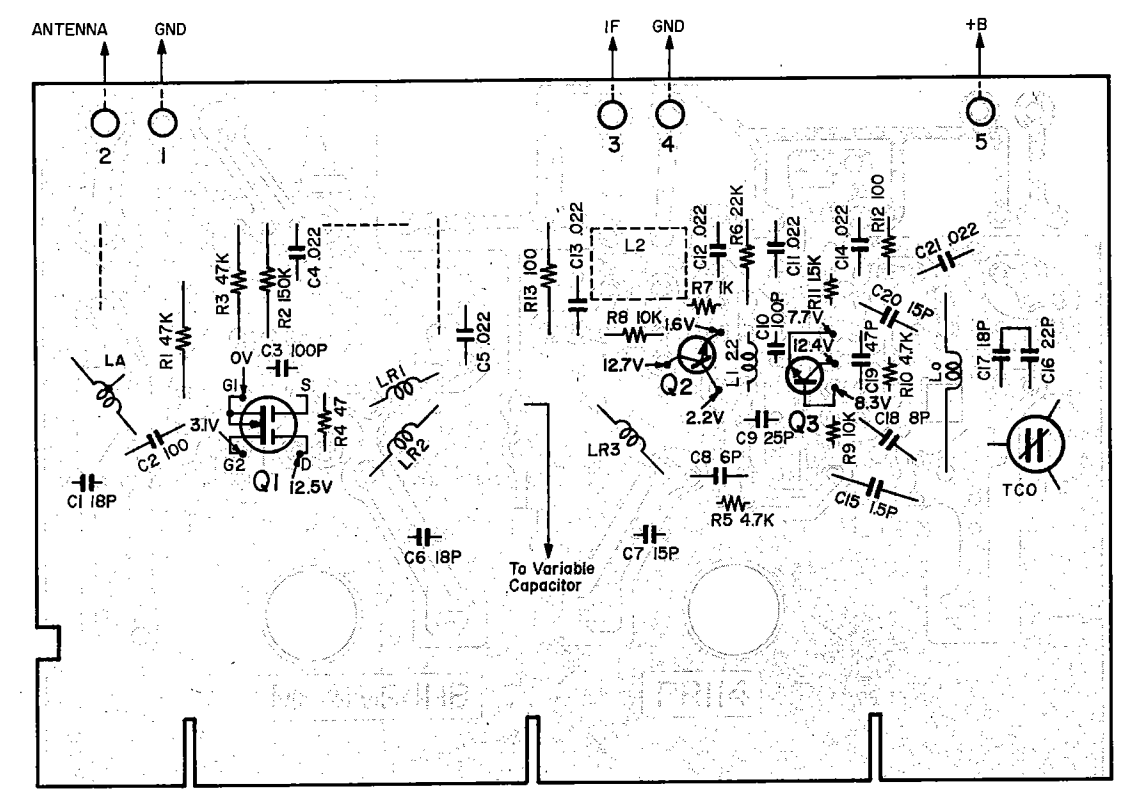 ANTENNA
GND
IF
GND
+B
2
1
3
4
5
R3 47K
R2 150K
C4 .022
R13 100
C13 .022
L2
C12 .022
R6 22K
C11 .022
C14 .022
R12 100
C21 .022
R1 47K
C5 .022
R7 1K
R11 1.5K
C20 15P
R8 10K
1.6V
C10 100P
7.7V
12.4V
C19 47P
R10 4.7K
LO
C17 18P
C16 22P
LA
0V
C3 100P
LR1
12.7V
Q2
L1 2.2
G1
S
R4 47
3.1V
G2
D
Q1
12.5V
LR2
2.2V
Q3
8.3V
C9 25P
R9 10K
C18 8P
C2 100
LR3
C8 6P
C1 18P
R5 4.7K
C15 1.5P
TCO
C6 18P
C7 15P
To Variable
Capacitor